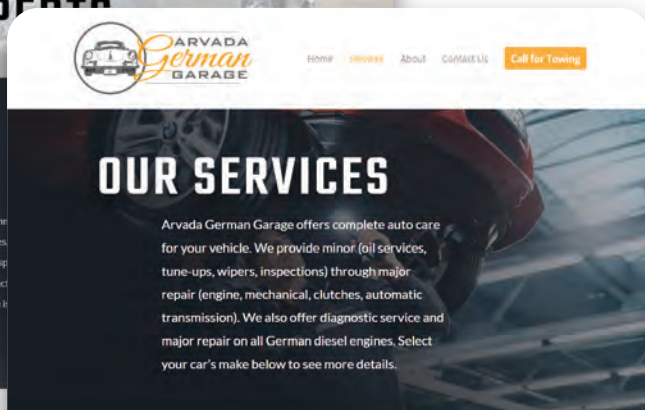 ARVADA
German
GARAGE
Home Services About Contact Us Call for Towing
OUR SERVICES
Arvada German Garage offers complete auto care
for your vehicle. We provide minor (oil services,
tune-ups, wipers, inspections) through major
repair (engine, mechanical, clutches, automatic
transmission). We also offer diagnostic service and
major repair on all German diesel engines. Select
your car's make below to see more details.